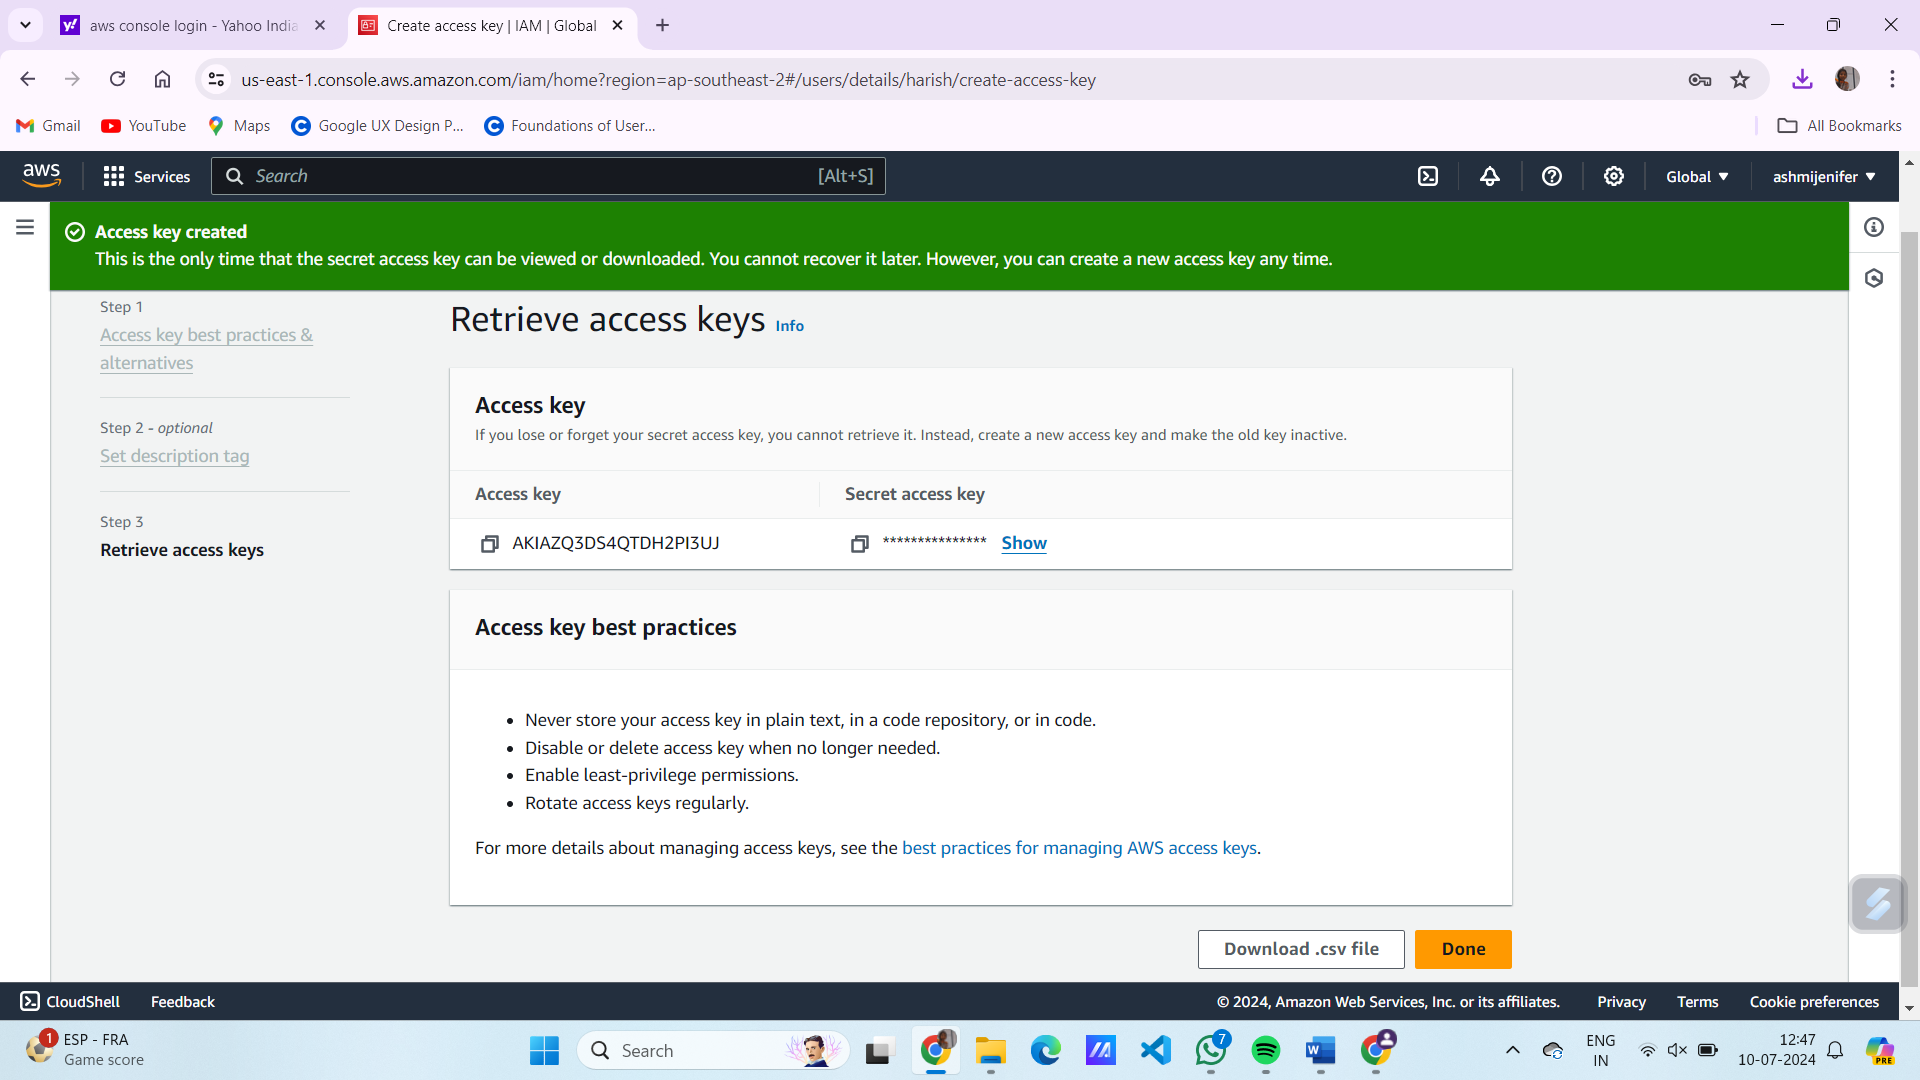 aws console login - Yahoo India
Create access key | IAM | Global
us-east-1.console.aws.amazon.com/iam/home?region=ap-southeast-2#/users/details/harish/create-access-key
Gmail YouTube Maps Google UX Design P... Foundations of User... All Bookmarks
aws Services Search [Alt+S] Global ashmijenifer
Access key created
This is the only time that the secret access key can be viewed or downloaded. You cannot recover it later. However, you can create a new access key any time.
Step 1
Access key best practices &
alternatives
Step 2 - optional
Set description tag
Step 3
Retrieve access keys
Retrieve access keys Info
Access key
If you lose or forget your secret access key, you cannot retrieve it. Instead, create a new access key and make the old key inactive.
Access key Secret access key
AKIAZQ3DS4QTDH2PI3UJ *************** Show
Access key best practices
• Never store your access key in plain text, in a code repository, or in code.
• Disable or delete access key when no longer needed.
• Enable least-privilege permissions.
• Rotate access keys regularly.
For more details about managing access keys, see the best practices for managing AWS access keys.
Download .csv file Done
CloudShell Feedback © 2024, Amazon Web Services, Inc. or its affiliates. Privacy Terms Cookie preferences
1 ESP - FRA
Game score
Search
W
7
PRE
ENG
IN
12:47
10-07-2024